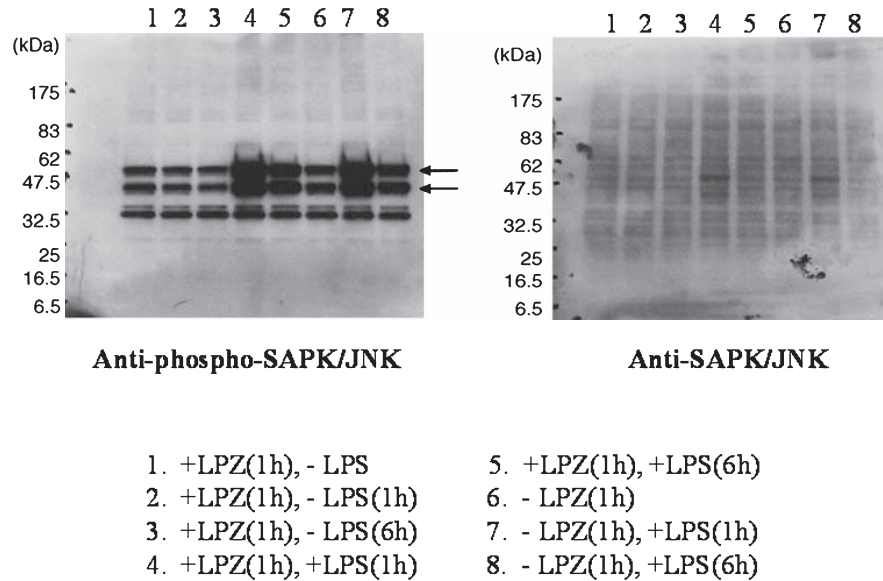 1 2 3 4 5 6 7 8
(kDa)
175
83
62
47.5
32.5
25
16.5
6.5
Anti-phospho-SAPK/JNK
1 2 3 4 5 6 7 8
(kDa)
175
83
62
47.5
32.5
25
16.5
6.5
Anti-SAPK/JNK
1. +LPZ(1h), - LPS
2. +LPZ(1h), - LPS(1h)
3. +LPZ(1h), - LPS(6h)
4. +LPZ(1h), +LPS(1h)
5. +LPZ(1h), +LPS(6h)
6. - LPZ(1h)
7. - LPZ(1h), +LPS(1h)
8. - LPZ(1h), +LPS(6h)